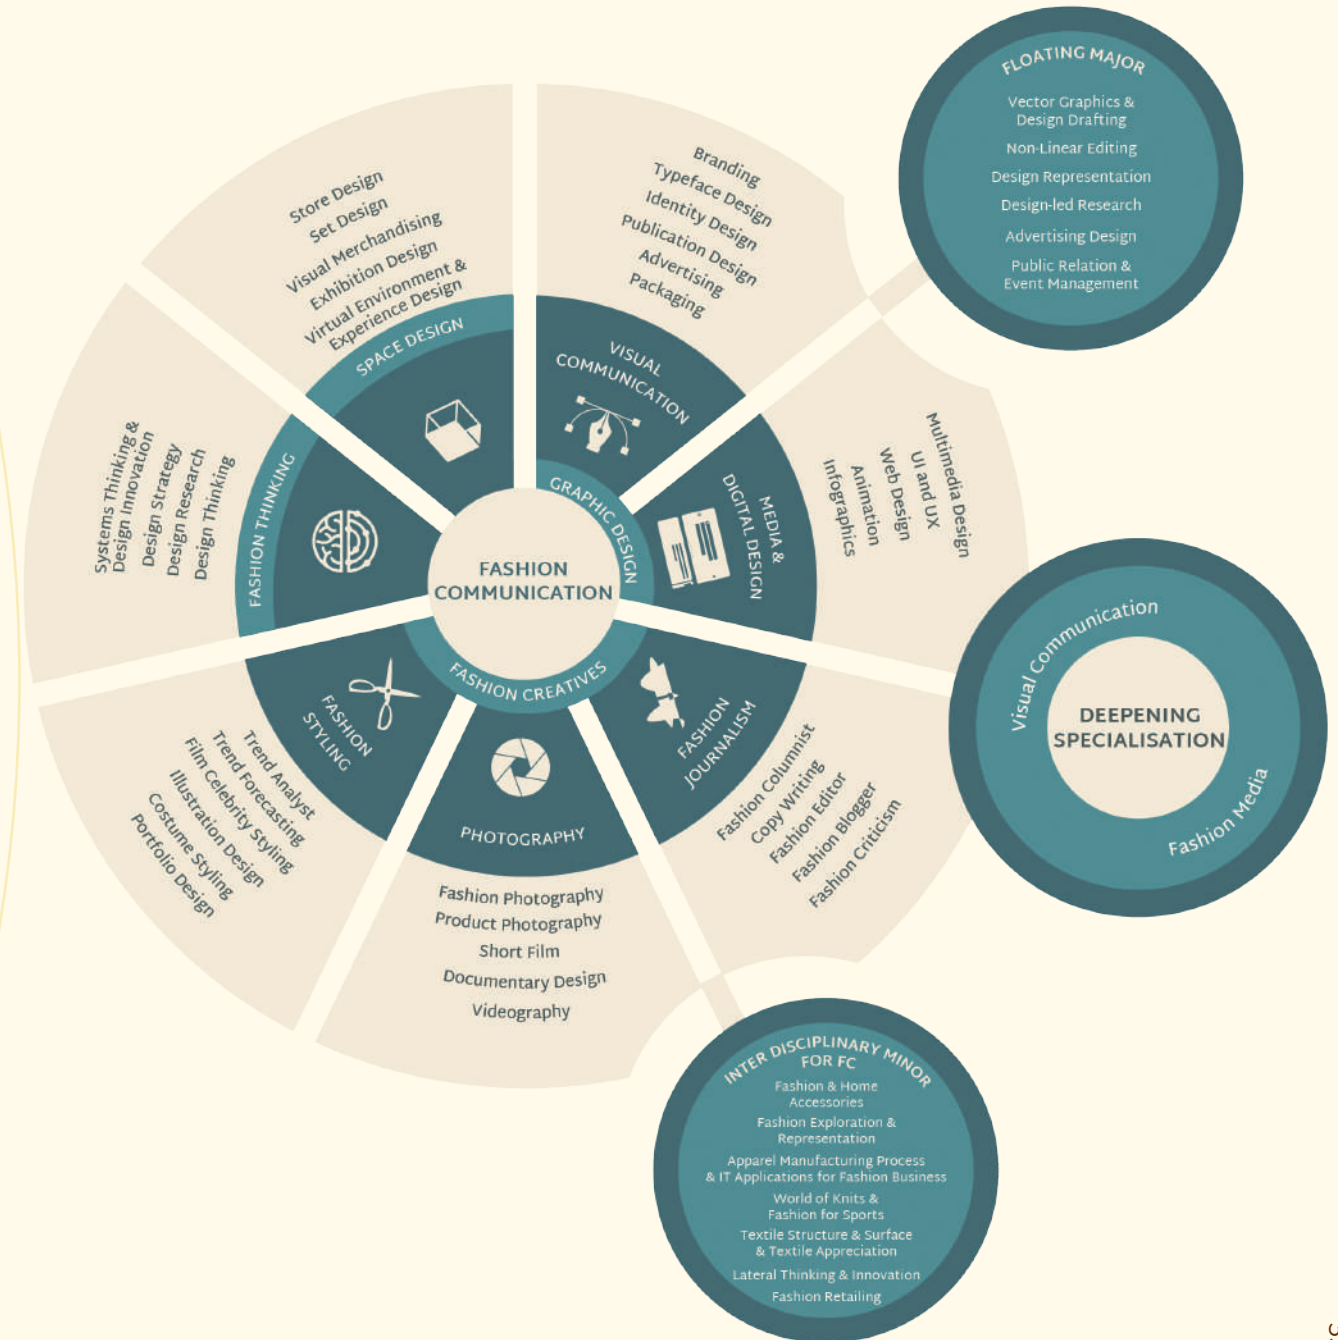 FLOATING MAJOR
Vector Graphics &
Design Drafting
Non-Linear Editing
Design Representation
Design-led Research
Advertising Design
Public Relation &
Event Management
Branding
Typeface Design
Identity Design
Publication Design
Advertising
Packaging
VISUAL
COMMUNICATION
GRAPHIC DESIGN
Store Design
Set Design
Visual Merchandising
Exhibition Design
Virtual Environment &
Experience Design
SPACE DESIGN
Systems Thinking &
Design Innovation
Design Strategy
Design Research
Design Thinking
FASHION THINKING
FASHION
COMMUNICATION
MEDIA &
DIGITAL DESIGN
Multimedia Design
UI and UX
Web Design
Animation
Infographics
Visual Communication
DEEPENING
SPECIALISATION
Fashion Media
FASHION CREATIVES
FASHION
STYLING
Trend Analyst
Trend Forecasting
Film Celebrity Styling
Illustration Design
Costume Styling
Portfolio Design
PHOTOGRAPHY
Fashion Photography
Product Photography
Short Film
Documentary Design
Videography
FASHION
JOURNALISM
Fashion Columnist
Copy Writing
Fashion Editor
Fashion Blogger
Fashion Criticism
INTER DISCIPLINARY MINOR
FOR FC
Fashion & Home
Accessories
Fashion Exploration &
Representation
Apparel Manufacturing Process
& IT Applications for Fashion Business
World of Knits &
Fashion for Sports
Textile Structure & Surface
& Textile Appreciation
Lateral Thinking & Innovation
Fashion Retailing